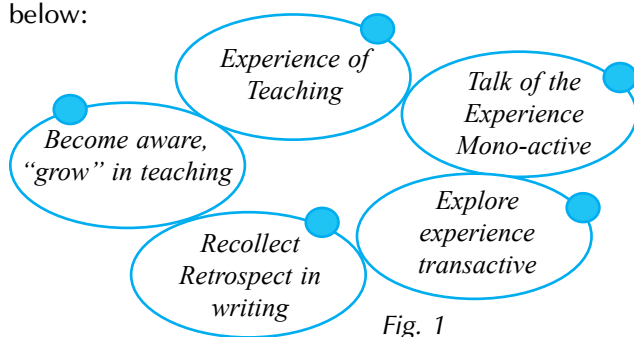 below:
Experience of
Teaching
Talk of the
Experience
Mono-active
Become aware,
“grow” in teaching
Explore
experience
transactive
Recollect
Retrospect in
writing
Fig. 1